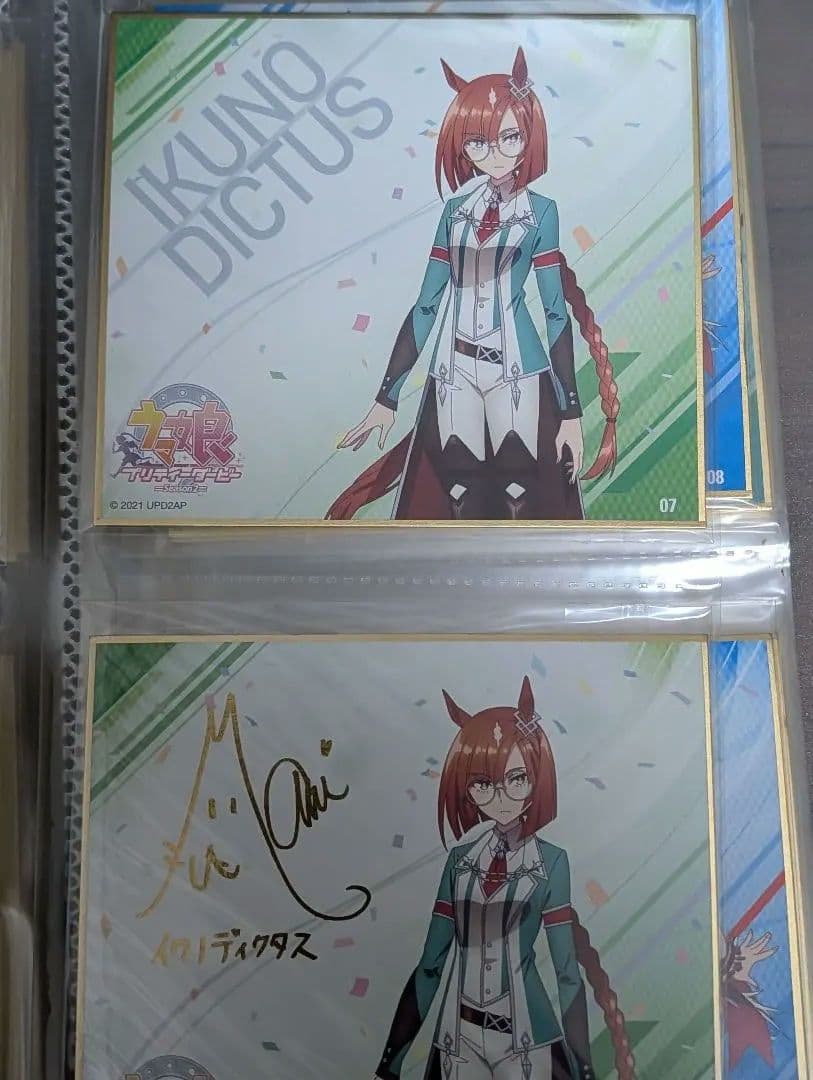 IKUNO
DICTUS
ウマ娘
プリティーダービー
=Season2=
© 2021 UPD2AP
07
08
イクノディクタス